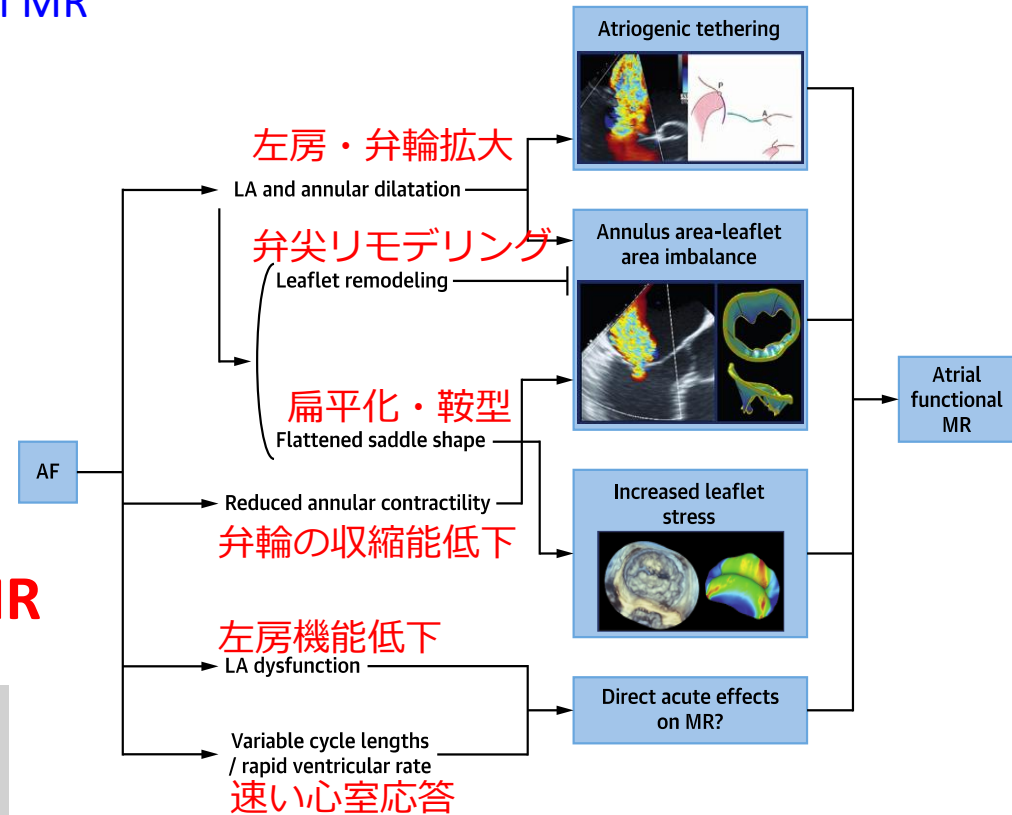 MR
Atriogenic tethering
P
A
左房・弁輪拡大
LA and annular dilatation
弁尖リモデリング
Leaflet remodeling
Annulus area-leaflet
area imbalance
扁平化・鞍型
Flattened saddle shape
Atrial
functional
MR
AF
Reduced annular contractility
弁輪の収縮能低下
Increased leaflet
stress
左房機能低下
LA dysfunction
Direct acute effects
on MR?
Variable cycle lengths
/ rapid ventricular rate
速い心室応答